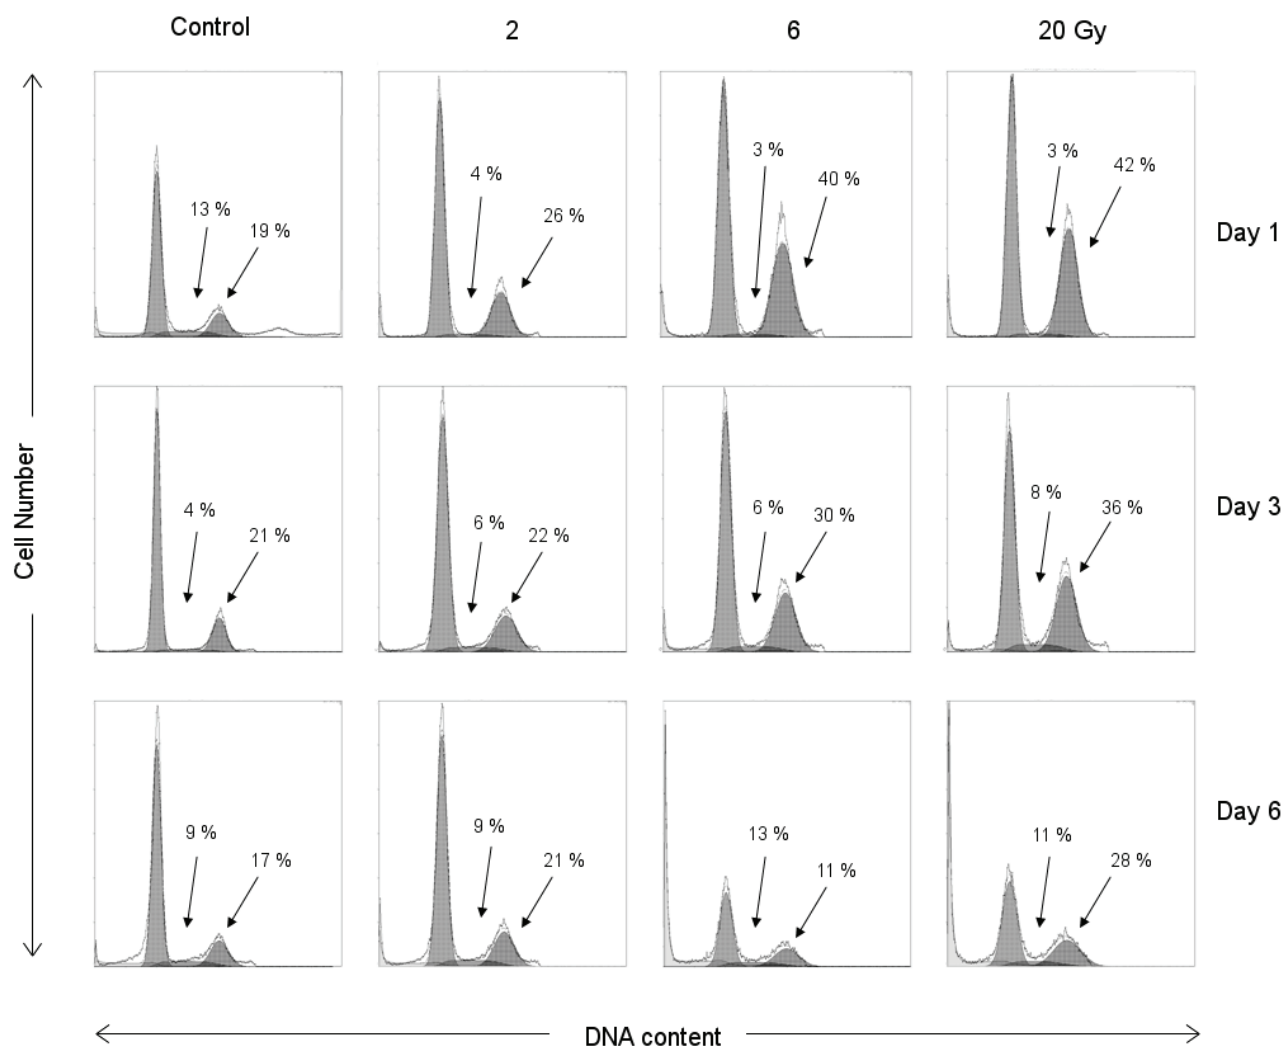 Control 2 6 20 Gy
13 % 19 % 4 % 26 % 3 % 40 % 3 % 42 %
Day 1
4 % 21 % 6 % 22 % 6 % 30 % 8 % 36 %
Day 3
9 % 17 % 9 % 21 % 13 % 11 % 11 % 28 %
Day 6
Cell Number
DNA content